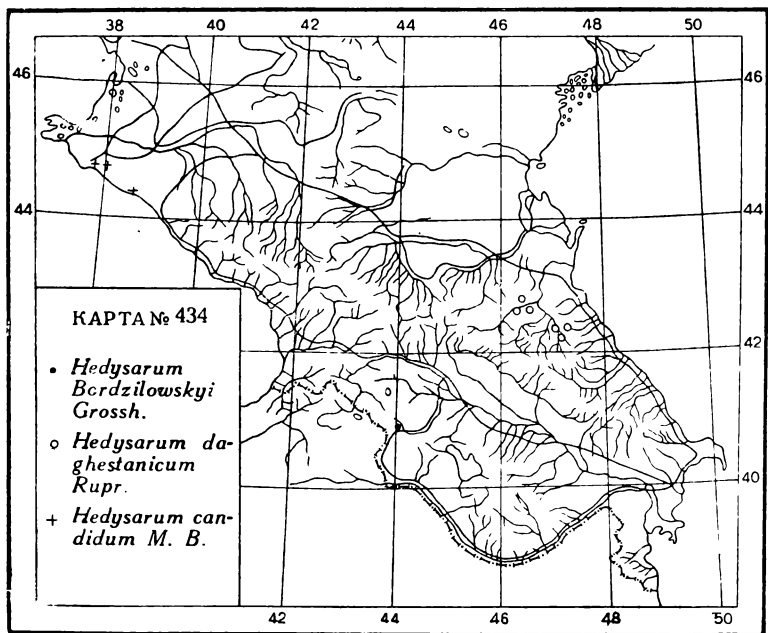 38 40 42 44 46 48 50
46 46
44 44
КАРТА № 434
42
• Hedysarum
Bordzilowskyi
Grossh.
o Hedysarum da-
ghestanicum
Rupr.
40
+ Hedysarum can-
didum M. B.
42 44 46 48 50